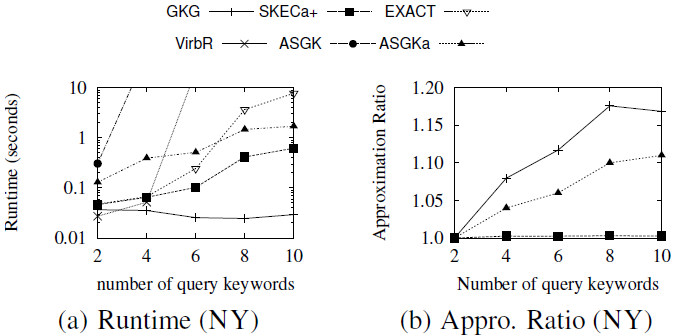 GKG SKECa+ EXACT
VirbR ASGK ASGKa
Runtime (seconds)
10
1
0.1
0.01
2 4 6 8 10
number of query keywords
(a) Runtime (NY)
Approximation Ratio
1.20
1.15
1.10
1.05
1.0
2 4 6 8 10
Number of query keywords
(b) Appro. Ratio (NY)